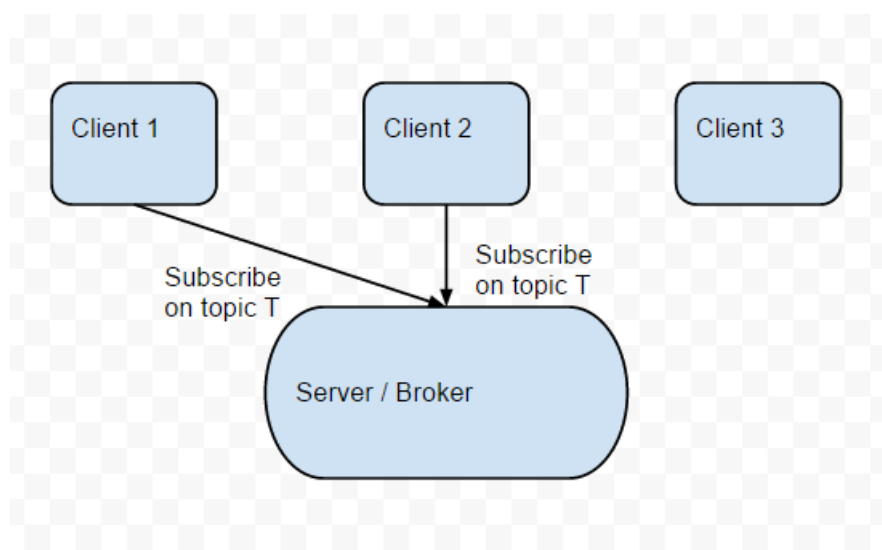 Client 1
Client 2
Client 3
Subscribe
on topic T
Subscribe
on topic T
Server / Broker